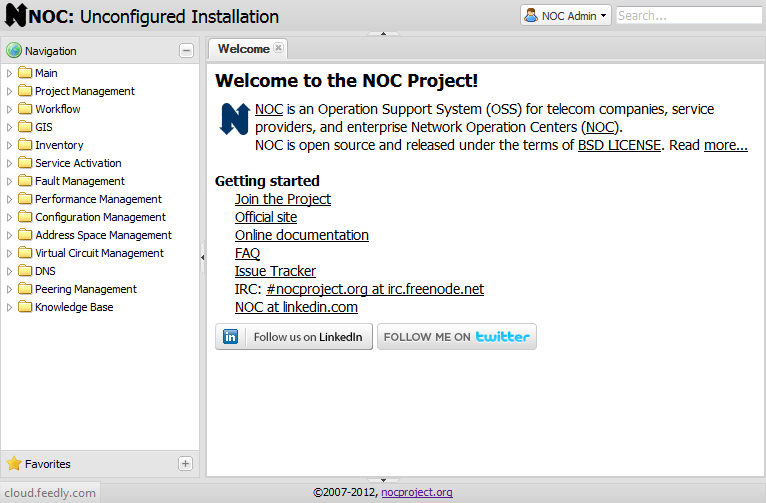 NOC: Unconfigured Installation
NOC Admin
Search...
Navigation
Welcome
Main
Project Management
Workflow
GIS
Inventory
Service Activation
Fault Management
Performance Management
Configuration Management
Address Space Management
Virtual Circuit Management
DNS
Peering Management
Knowledge Base
Favorites
Welcome to the NOC Project!
NOC is an Operation Support System (OSS) for telecom companies, service
providers, and enterprise Network Operation Centers (NOC).
NOC is open source and released under the terms of BSD LICENSE. Read more...
Getting started
Join the Project
Official site
Online documentation
FAQ
Issue Tracker
IRC: #nocproject.org at irc.freenode.net
NOC at linkedin.com
in Follow us on LinkedIn
FOLLOW ME ON twitter
cloud.feedly.com
©2007-2012, nocproject.org